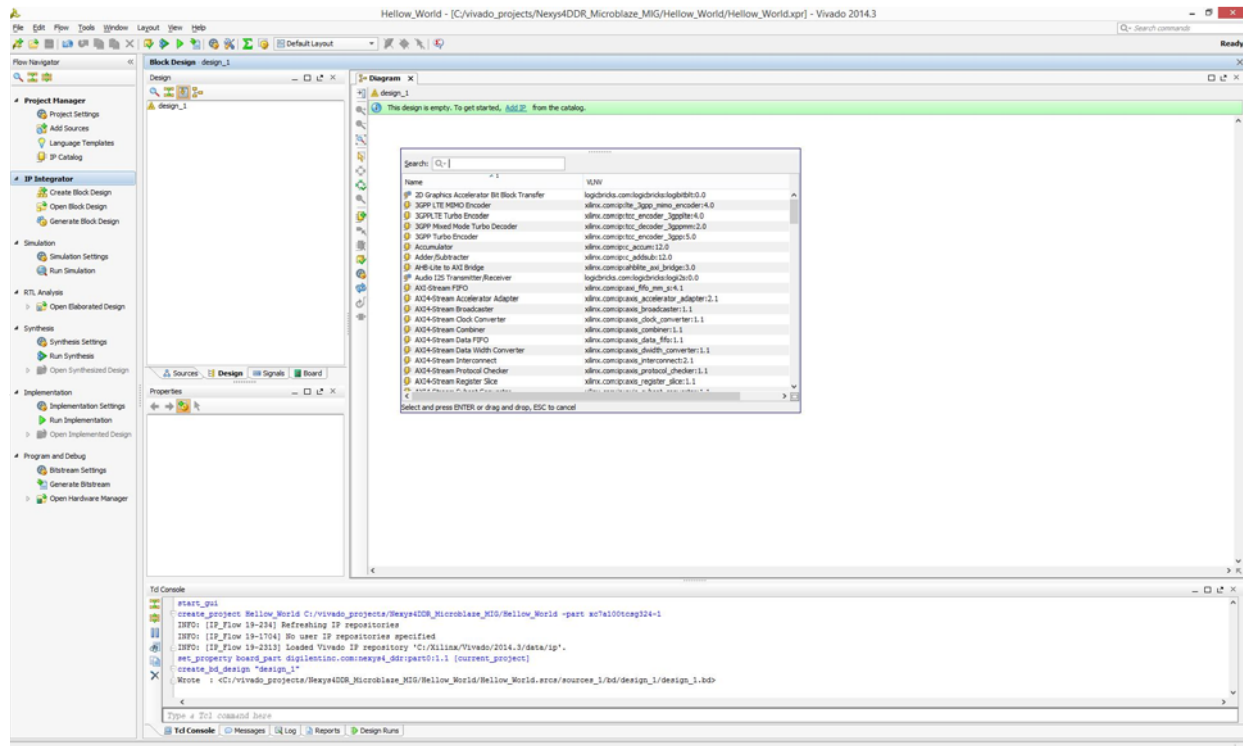 Hellow_World - [C:/vivado_projects/Nexys4DDR_Microblaze_MIG/Hellow_World/Hellow_World.xpr] - Vivado 2014.3
File Edit Flow Tools Window Layout View Help
Search commands
Default Layout
Ready
Flow Navigator
Project Manager
Project Settings
Add Sources
Language Templates
IP Catalog
IP Integrator
Create Block Design
Open Block Design
Generate Block Design
Simulation
Simulation Settings
Run Simulation
RTL Analysis
Open Elaborated Design
Synthesis
Synthesis Settings
Run Synthesis
Open Synthesized Design
Implementation
Implementation Settings
Run Implementation
Open Implemented Design
Program and Debug
Bitstream Settings
Generate Bitstream
Open Hardware Manager
Block Design - design_1
Design
design_1
Sources Design Signals Board
Properties
Diagram
design_1
This design is empty. To get started, Add IP from the catalog.
Search:
Name VLNV
2D Graphics Accelerator Bit Block Transfer logicbricks.com:logicbricks:logibitblt:0.0
3GPP LTE MIMO Encoder xilinx.com:ip:lte_3gpp_mimo_encoder:4.0
3GPPLTE Turbo Encoder xilinx.com:ip:tcc_encoder_3gpplte:4.0
3GPP Mixed Mode Turbo Decoder xilinx.com:ip:tcc_decoder_3gppmm:2.0
3GPP Turbo Encoder xilinx.com:ip:tcc_encoder_3gpp:5.0
Accumulator xilinx.com:ip:c_accum:12.0
Adder/Subtracter xilinx.com:ip:c_addsub:12.0
AHB-Lite to AXI Bridge xilinx.com:ip:ahblite_axi_bridge:3.0
Audio I2S Transmitter/Receiver logicbricks.com:logicbricks:logii2s:0.0
AXI-Stream FIFO xilinx.com:ip:axi_fifo_mm_s:4.1
AXI4-Stream Accelerator Adapter xilinx.com:ip:axis_accelerator_adapter:2.1
AXI4-Stream Broadcaster xilinx.com:ip:axis_broadcaster:1.1
AXI4-Stream Clock Converter xilinx.com:ip:axis_clock_converter:1.1
AXI4-Stream Combiner xilinx.com:ip:axis_combiner:1.1
AXI4-Stream Data FIFO xilinx.com:ip:axis_data_fifo:1.1
AXI4-Stream Data Width Converter xilinx.com:ip:axis_dwidth_converter:1.1
AXI4-Stream Interconnect xilinx.com:ip:axis_interconnect:2.1
AXI4-Stream Protocol Checker xilinx.com:ip:axis_protocol_checker:1.1
AXI4-Stream Register Slice xilinx.com:ip:axis_register_slice:1.1
Select and press ENTER or drag and drop, ESC to cancel
Tcl Console
start_gui
create_project Hellow_World C:/vivado_projects/Nexys4DDR_Microblaze_MIG/Hellow_World -part xc7a100tcsg324-1
INFO: [IP_Flow 19-234] Refreshing IP repositories
INFO: [IP_Flow 19-1704] No user IP repositories specified
INFO: [IP_Flow 19-2313] Loaded Vivado IP repository 'C:/Xilinx/Vivado/2014.3/data/ip'.
set_property board_part digilentinc.com:nexys4_ddr:part0:1.1 [current_project]
create_bd_design "design_1"
Wrote : <C:/vivado_projects/Nexys4DDR_Microblaze_MIG/Hellow_World/Hellow_World.srcs/sources_1/bd/design_1/design_1.bd>
Type a Tcl command here
Tcl Console Messages Log Reports Design Runs